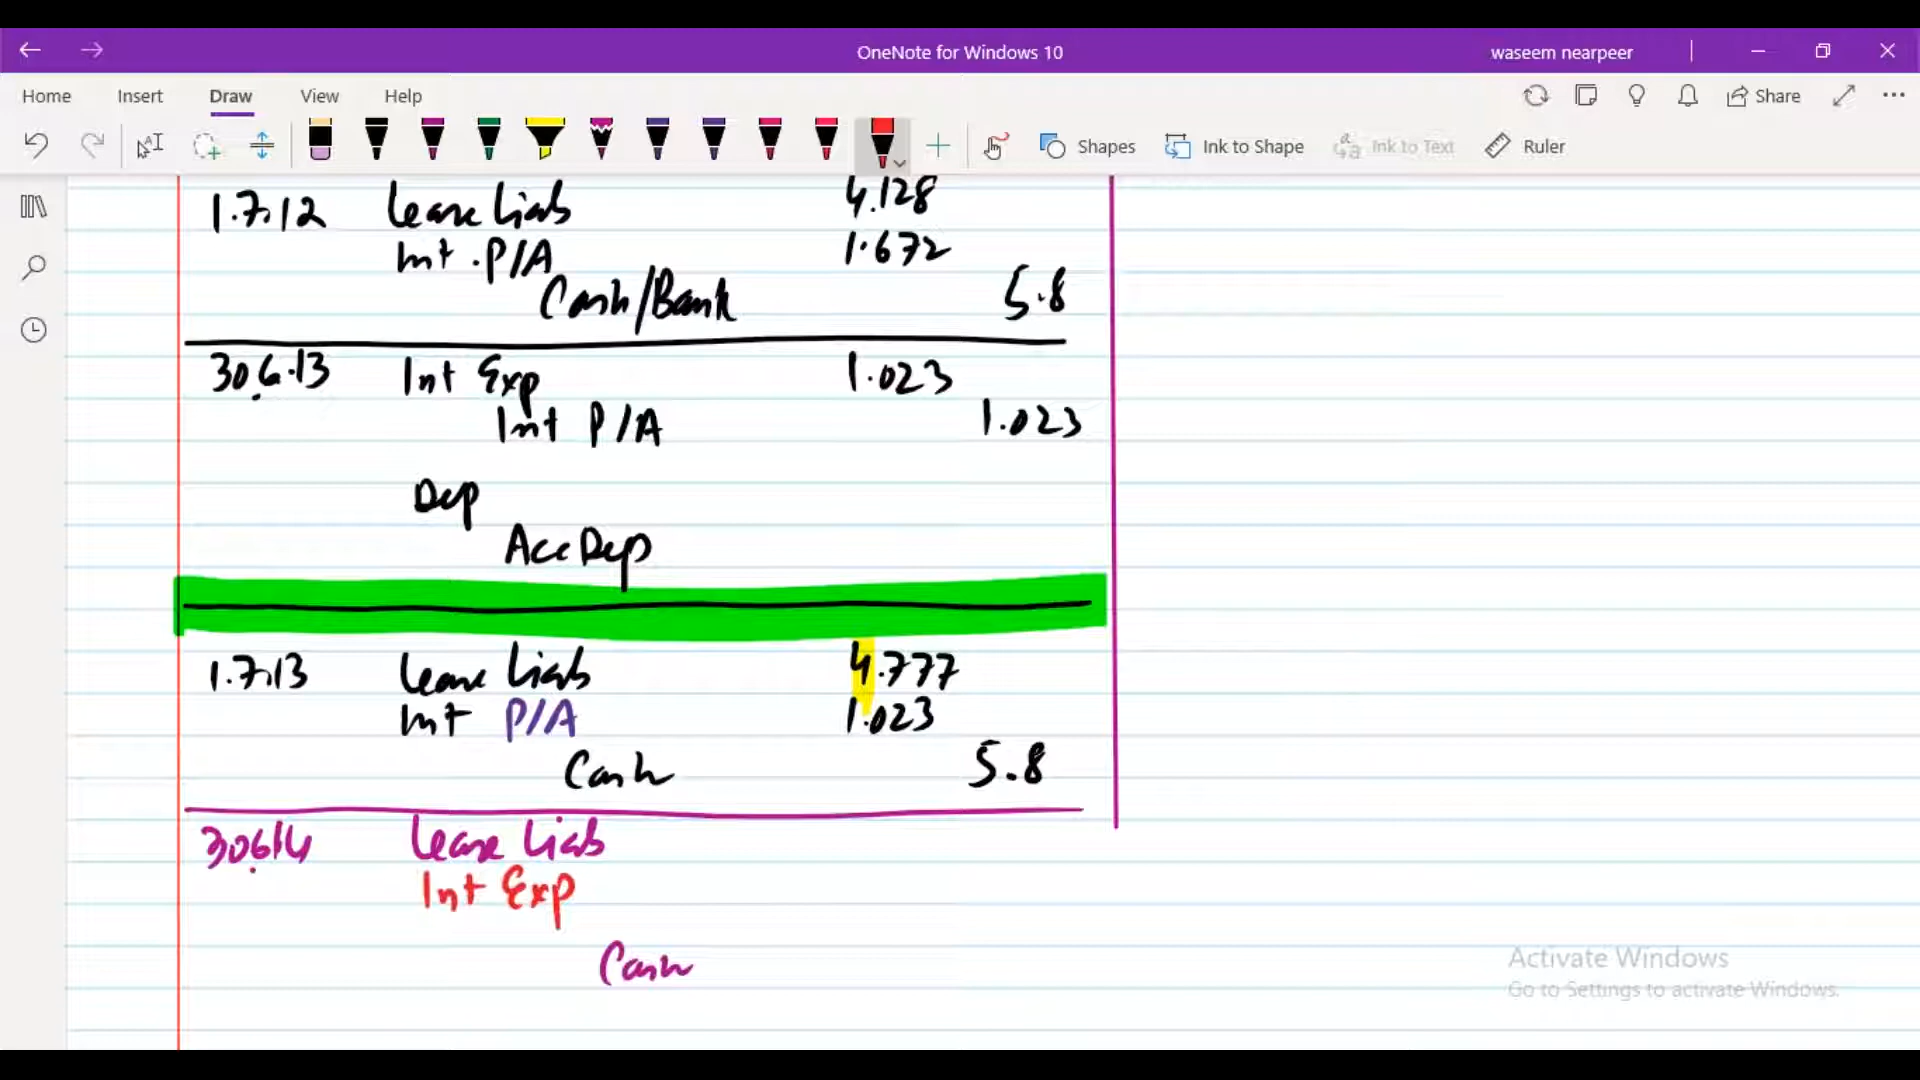 OneNote for Windows 10
waseem nearpeer
Home Insert Draw View Help
Share
Shapes Ink to Shape Ink to Text Ruler
1.7.12 Lease Liab 4.128
Int . P/A 1.672
Cash/Bank 5.8
30.6.13 Int Exp 1.023
Int P/A 1.023
Dep
Acc Dep
1.7.13 Lease Liab 4.777
Int P/A 1.023
Cash 5.8
30.6.14 Lease Liab
Int Exp
Cash
Activate Windows
Go to Settings to activate Windows.